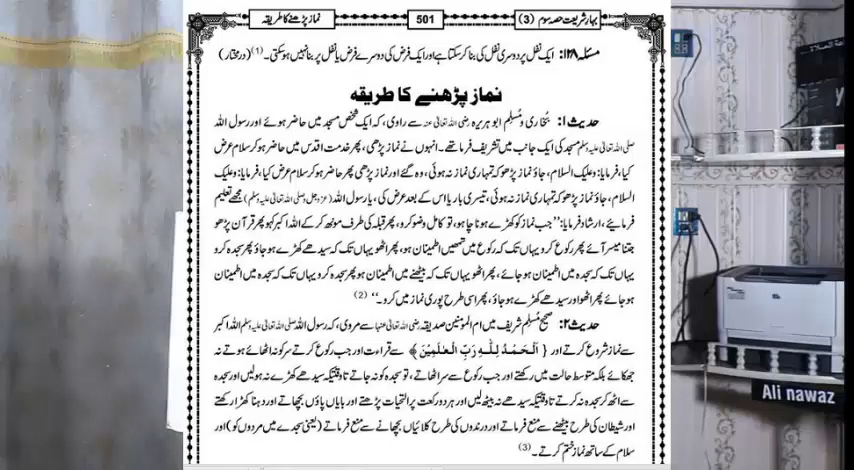 بہارِ شریعت حصہ سوم (3)
501
نماز پڑھنے کا طریقہ
مسئلہ ۱۲۸: ایک نفل پر دوسری نفل کی بنا کر سکتا ہے اور ایک فرض کی دوسرے فرض یا نفل پر بنا نہیں ہو سکتی۔ (1) (درمختار)
نماز پڑھنے کا طریقہ
حدیث ۱: بخاری و مسلم ابو ہریرہ رضی اللہ تعالیٰ عنہ سے راوی، کہ ایک شخص مسجد میں حاضر ہوئے اور رسول اللہ
صلی اللہ تعالیٰ علیہ وسلم مسجد کی ایک جانب میں تشریف فرما تھے۔ انہوں نے نماز پڑھی، پھر خدمت اقدس میں حاضر ہو کر سلام عرض
کیا، فرمایا: وعلیک السلام، جاؤ نماز پڑھو کہ تمہاری نماز نہ ہوئی، وہ گئے اور نماز پڑھی پھر حاضر ہو کر سلام عرض کیا، فرمایا: وعلیک
السلام، جاؤ نماز پڑھو کہ تمہاری نماز نہ ہوئی، تیسری بار یا اس کے بعد عرض کی، یا رسول اللہ (عزوجل وصلی اللہ تعالیٰ علیہ وسلم) مجھے تعلیم
فرمائیے، ارشاد فرمایا: ’’جب نماز کو کھڑے ہونا چاہو، تو کامل وضو کرو، پھر قبلہ کی طرف مونھ کر کے اللہ اکبر کہو پھر قرآن پڑھو
جتنا میسر آئے پھر رکوع کرو یہاں تک کہ رکوع میں تمہیں اطمینان ہو، پھر اٹھو یہاں تک کہ سیدھے کھڑے ہو جاؤ پھر سجدہ کرو
یہاں تک کہ سجدہ میں اطمینان ہو جائے، پھر اٹھو یہاں تک کہ بیٹھنے میں اطمینان ہو پھر سجدہ کرو یہاں تک کہ سجدہ میں اطمینان
ہو جائے پھر اٹھو اور سیدھے کھڑے ہو جاؤ، پھر اسی طرح پوری نماز میں کرو۔‘‘ (2)
حدیث ۲: صحیح مسلم شریف میں ام المومنین صدیقہ رضی اللہ تعالیٰ عنہا سے مروی، کہ رسول اللہ صلی اللہ تعالیٰ علیہ وسلم اللہ اکبر
سے نماز شروع کرتے اور { اَلْحَمْدُ لِلّٰهِ رَبِّ الْعٰلَمِيْنَ } سے قراءت اور جب رکوع کرتے سر کو نہ اٹھائے ہوتے نہ
جھکائے بلکہ متوسط حالت میں رکھتے اور جب رکوع سے سر اٹھاتے، تو سجدہ کو نہ جاتے تا وقتیکہ سیدھے کھڑے نہ ہو لیں اور سجدہ
سے اٹھ کر سجدہ نہ کرتے تا وقتیکہ سیدھے نہ بیٹھ لیں اور ہر دو رکعت پر التحیات پڑھتے اور بایاں پاؤں بچھاتے اور دہنا کھڑا رکھتے
اور شیطان کی طرح بیٹھنے سے منع فرماتے اور درندوں کی طرح کلائیاں بچھانے سے منع فرماتے (یعنی سجدے میں مردوں کو) اور
سلام کے ساتھ نماز ختم کرتے۔ (3)
Ali nawaz